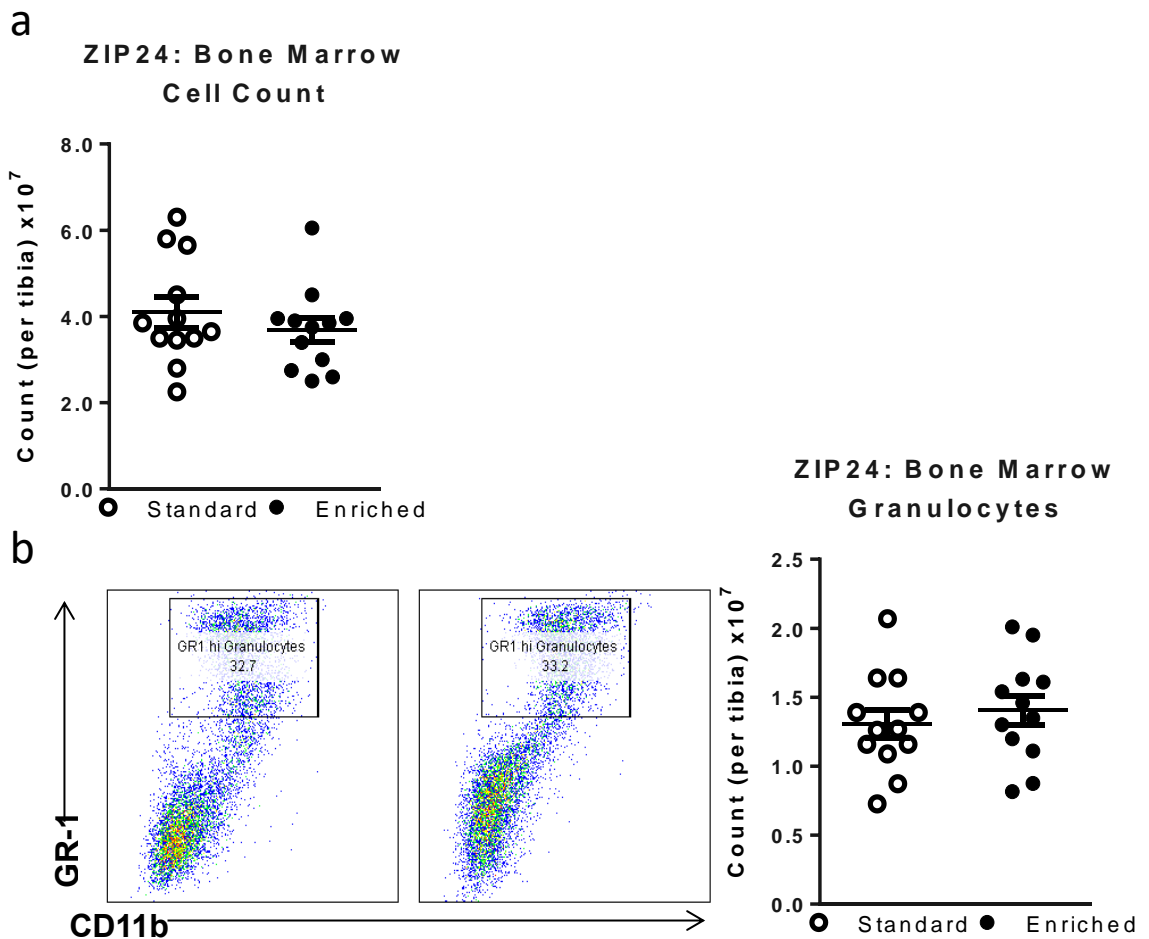 a
ZIP24: Bone Marrow
Cell Count
Count (per tibia) x10^7
8.0
6.0
4.0
2.0
0.0
Standard
Enriched
b
GR-1
CD11b
GR1 hi Granulocytes
32.7
GR1 hi Granulocytes
33.2
ZIP24: Bone Marrow
Granulocytes
Count (per tibia) x10^7
2.5
2.0
1.5
1.0
0.5
0.0
Standard
Enriched